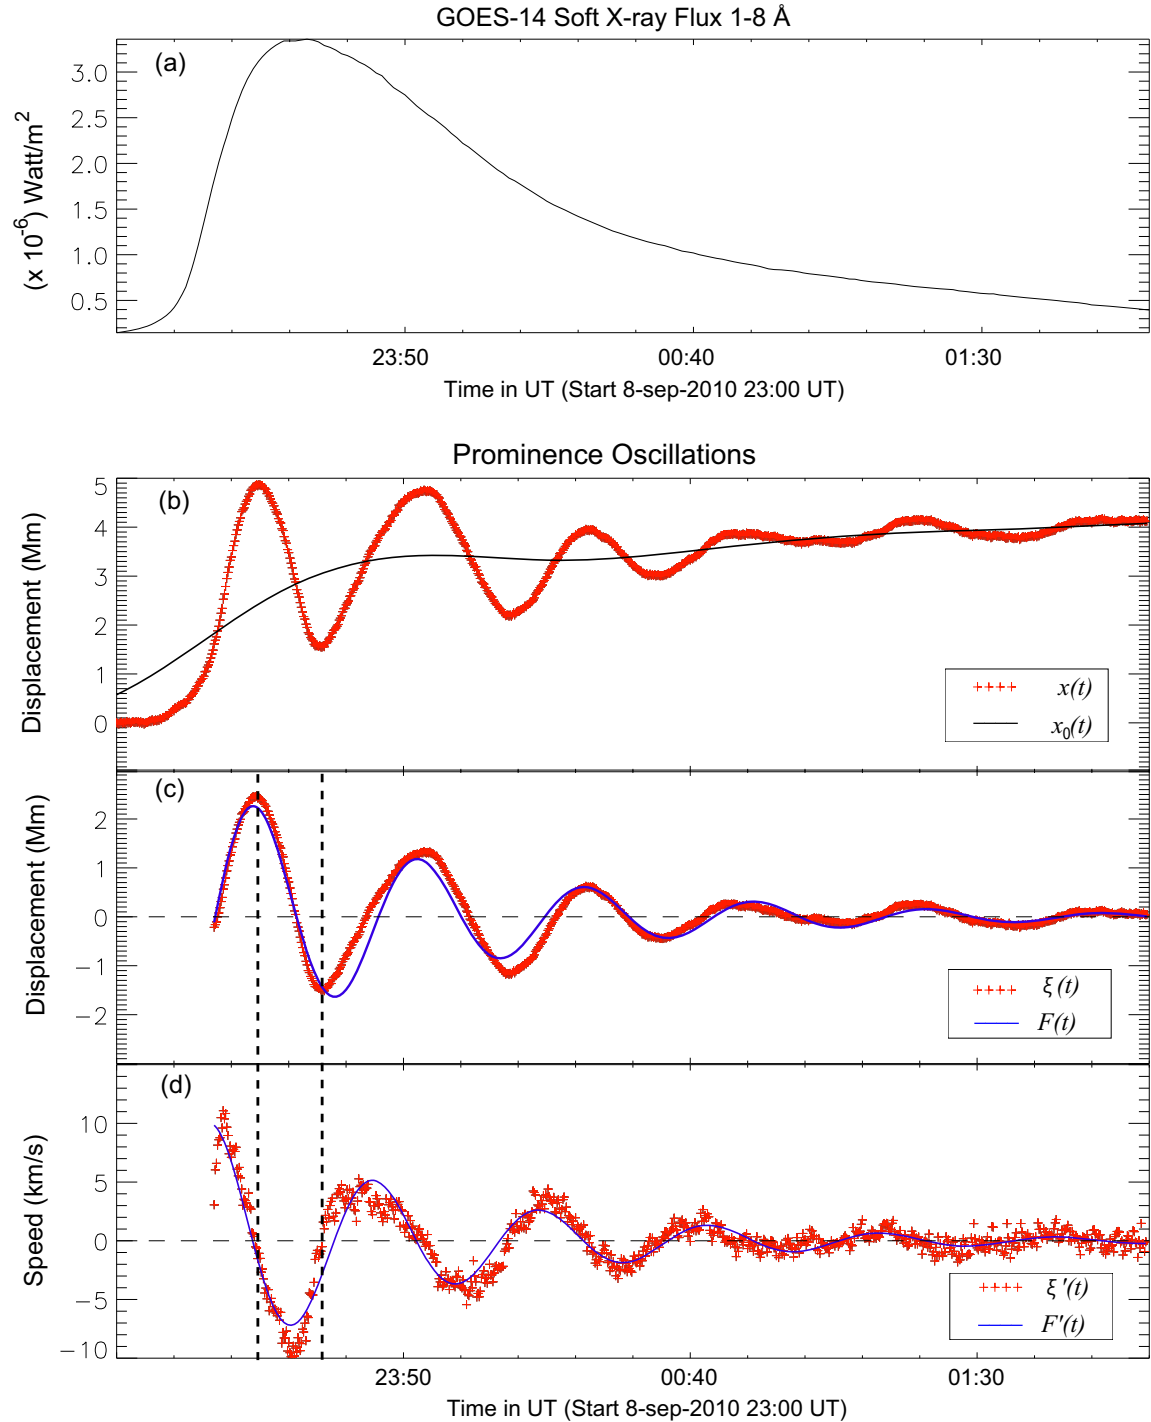 GOES-14 Soft X-ray Flux 1-8 Å
(a)
3.0
2.5
2.0
1.5
1.0
0.5
(x 10⁻⁶) Watt/m²
23:50 00:40 01:30
Time in UT (Start 8-sep-2010 23:00 UT)
Prominence Oscillations
(b)
5
4
3
2
1
0
Displacement (Mm)
x(t)
x₀(t)
(c)
2
1
0
−1
−2
Displacement (Mm)
ξ(t)
F(t)
(d)
10
5
0
−5
−10
Speed (km/s)
ξ'(t)
F'(t)
23:50 00:40 01:30
Time in UT (Start 8-sep-2010 23:00 UT)